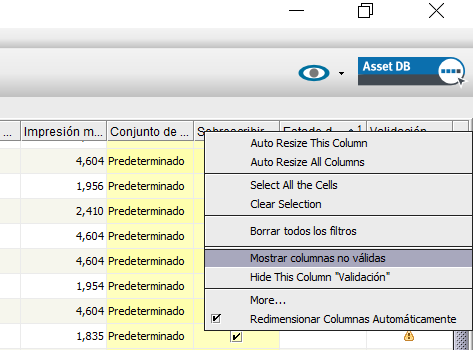 Asset DB
... Impresión m... Conjunto de ... Sobrescribir Estado d... 1 Validación
4,604 Predeterminado
1,956 Predeterminado
2,410 Predeterminado
4,604 Predeterminado
4,604 Predeterminado
1,954 Predeterminado
4,604 Predeterminado
1,835 Predeterminado
Auto Resize This Column
Auto Resize All Columns
Select All the Cells
Clear Selection
Borrar todos los filtros
Mostrar columnas no válidas
Hide This Column "Validación"
More...
Redimensionar Columnas Automáticamente